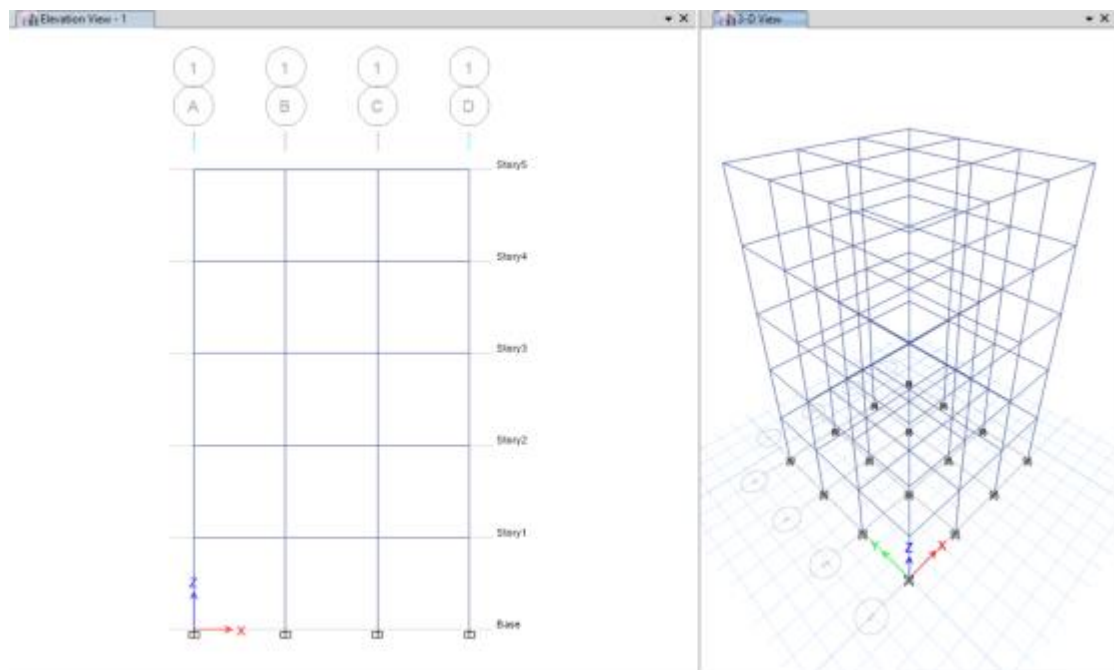 Elevation View - 1
3-D View
1 1 1 1
A B C D
Story5
Story4
Story3
Story2
Story1
Z
X
Base
Y Z X